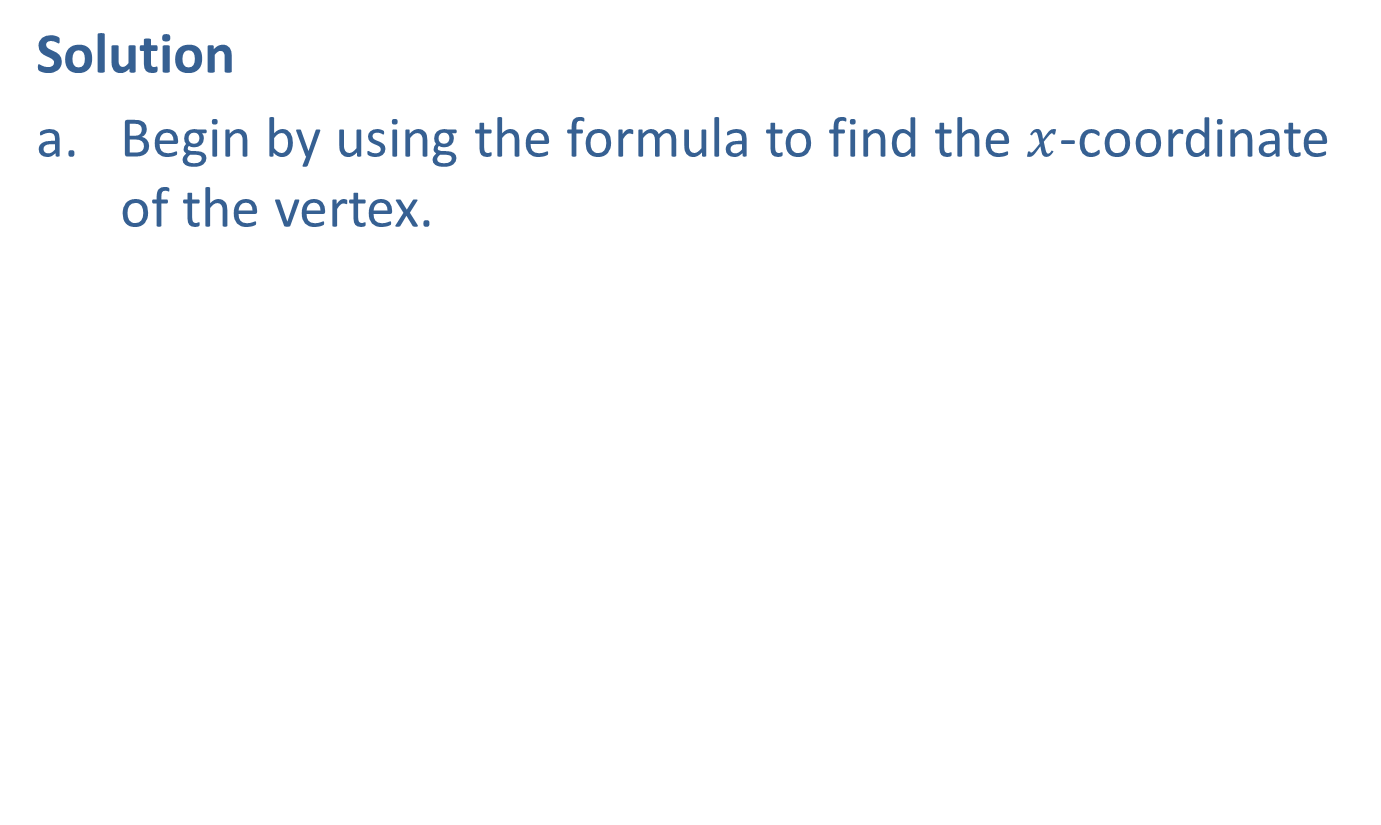 Solution
a. Begin by using the formula to find the x-coordinate
of the vertex.